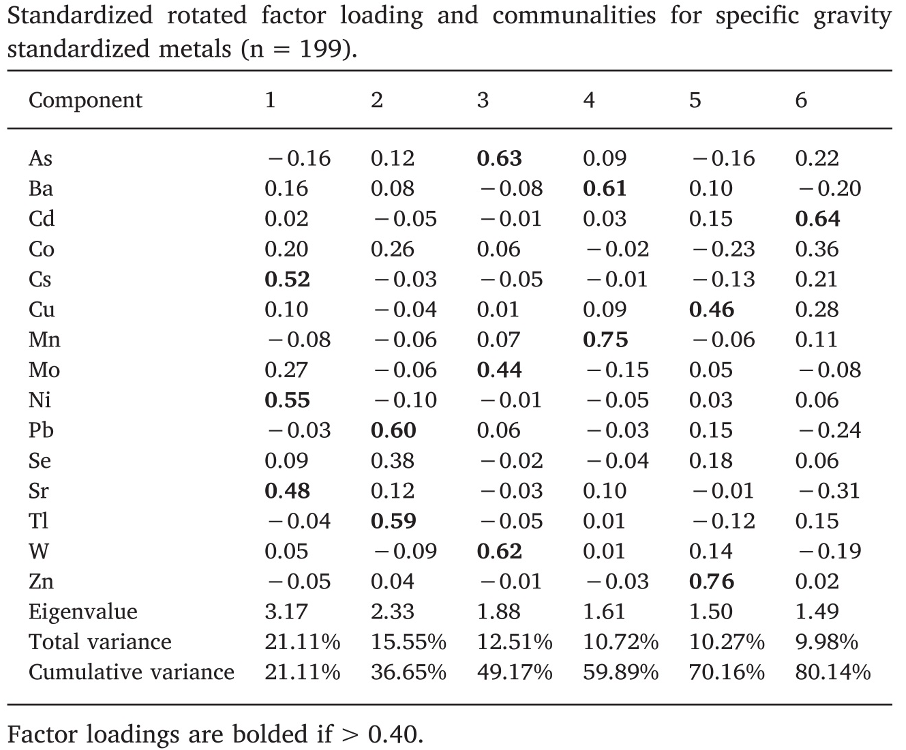 Standardized rotated factor loading and communalities for specific gravity
standardized metals (n = 199).
Component 1 2 3 4 5 6
As −0.16 0.12 0.63 0.09 −0.16 0.22
Ba 0.16 0.08 −0.08 0.61 0.10 −0.20
Cd 0.02 −0.05 −0.01 0.03 0.15 0.64
Co 0.20 0.26 0.06 −0.02 −0.23 0.36
Cs 0.52 −0.03 −0.05 −0.01 −0.13 0.21
Cu 0.10 −0.04 0.01 0.09 0.46 0.28
Mn −0.08 −0.06 0.07 0.75 −0.06 0.11
Mo 0.27 −0.06 0.44 −0.15 0.05 −0.08
Ni 0.55 −0.10 −0.01 −0.05 0.03 0.06
Pb −0.03 0.60 0.06 −0.03 0.15 −0.24
Se 0.09 0.38 −0.02 −0.04 0.18 0.06
Sr 0.48 0.12 −0.03 0.10 −0.01 −0.31
Tl −0.04 0.59 −0.05 0.01 −0.12 0.15
W 0.05 −0.09 0.62 0.01 0.14 −0.19
Zn −0.05 0.04 −0.01 −0.03 0.76 0.02
Eigenvalue 3.17 2.33 1.88 1.61 1.50 1.49
Total variance 21.11% 15.55% 12.51% 10.72% 10.27% 9.98%
Cumulative variance 21.11% 36.65% 49.17% 59.89% 70.16% 80.14%
Factor loadings are bolded if > 0.40.